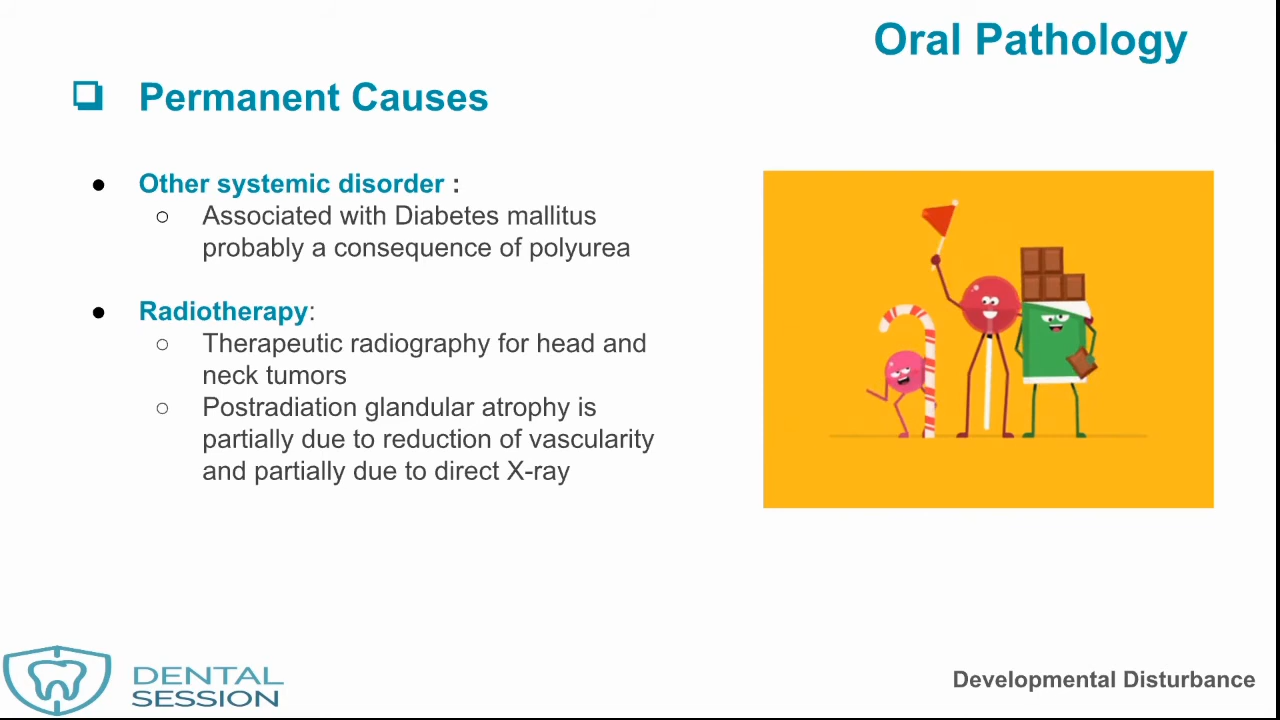 Oral Pathology
Permanent Causes
Other systemic disorder :
Associated with Diabetes mallitus
probably a consequence of polyurea
Radiotherapy:
Therapeutic radiography for head and
neck tumors
Postradiation glandular atrophy is
partially due to reduction of vascularity
and partially due to direct X-ray
DENTAL
SESSION
Developmental Disturbance